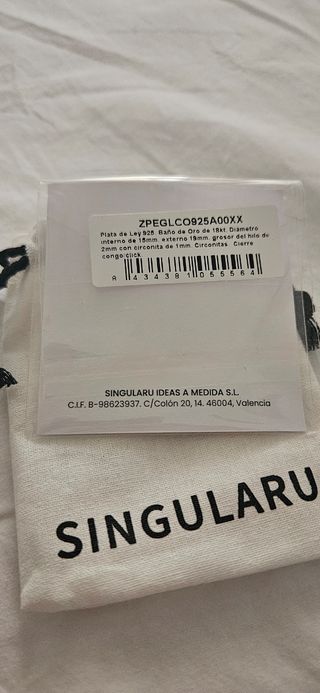 ZPEGLCO925A00XX
Plata de Ley 925. Baño de Oro de 18kt. Diámetro
interno de 15mm. externo 19mm. grosor del hilo de
2mm con circonita de 1mm. Circonitas Cierre
congo click
A 434381 055564
SINGULARU IDEAS A MEDIDA S.L.
C.I.F. B-98623937. C/Colón 20, 14. 46004, Valencia
SINGULARU